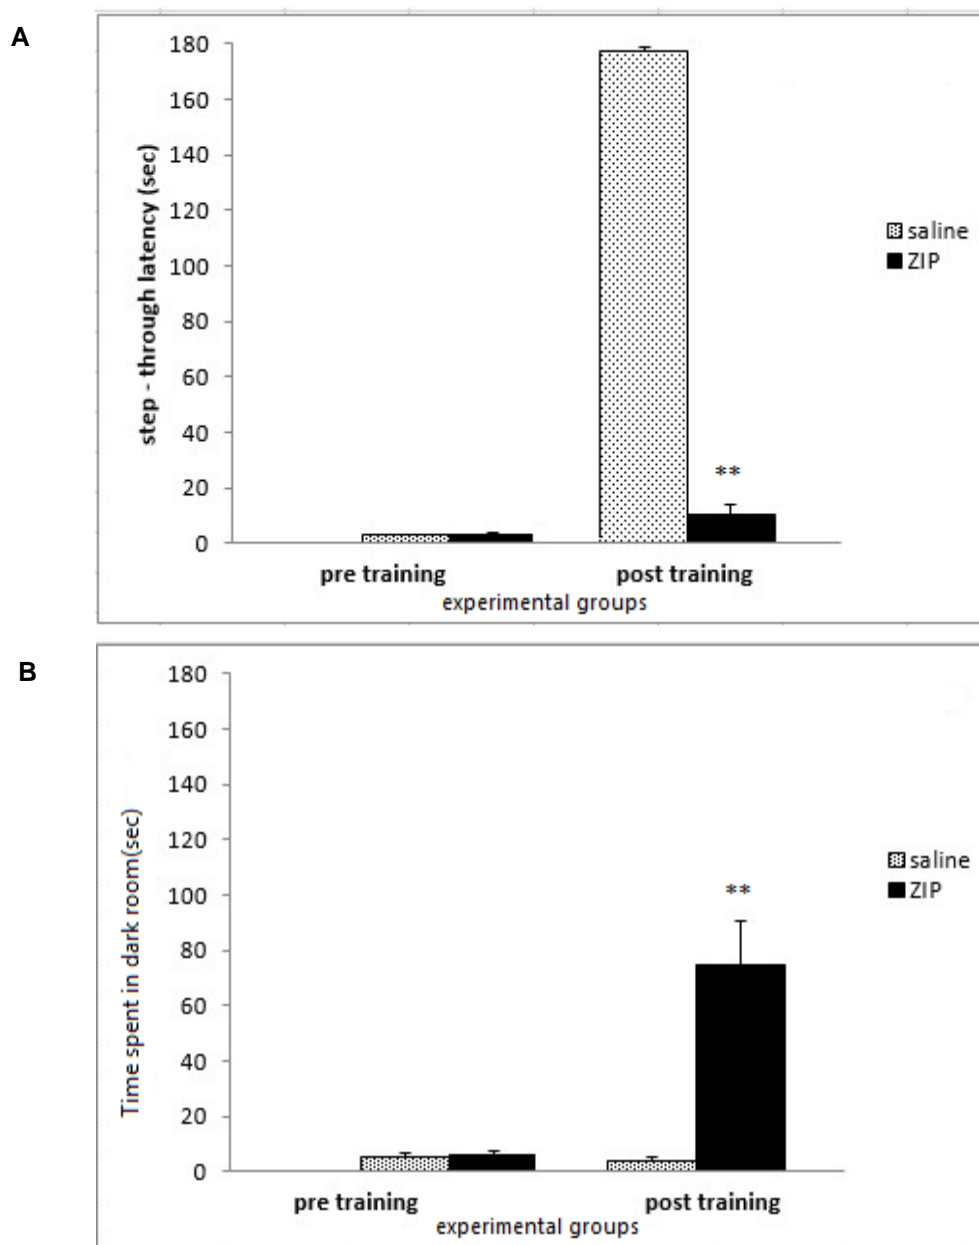 A
step - through latency (sec)
180
160
140
120
100
80
60
40
20
0
**
saline
ZIP
pre training
post training
experimental groups
B
Time spent in dark room(sec)
180
160
140
120
100
80
60
40
20
0
**
saline
ZIP
pre training
post training
experimental groups